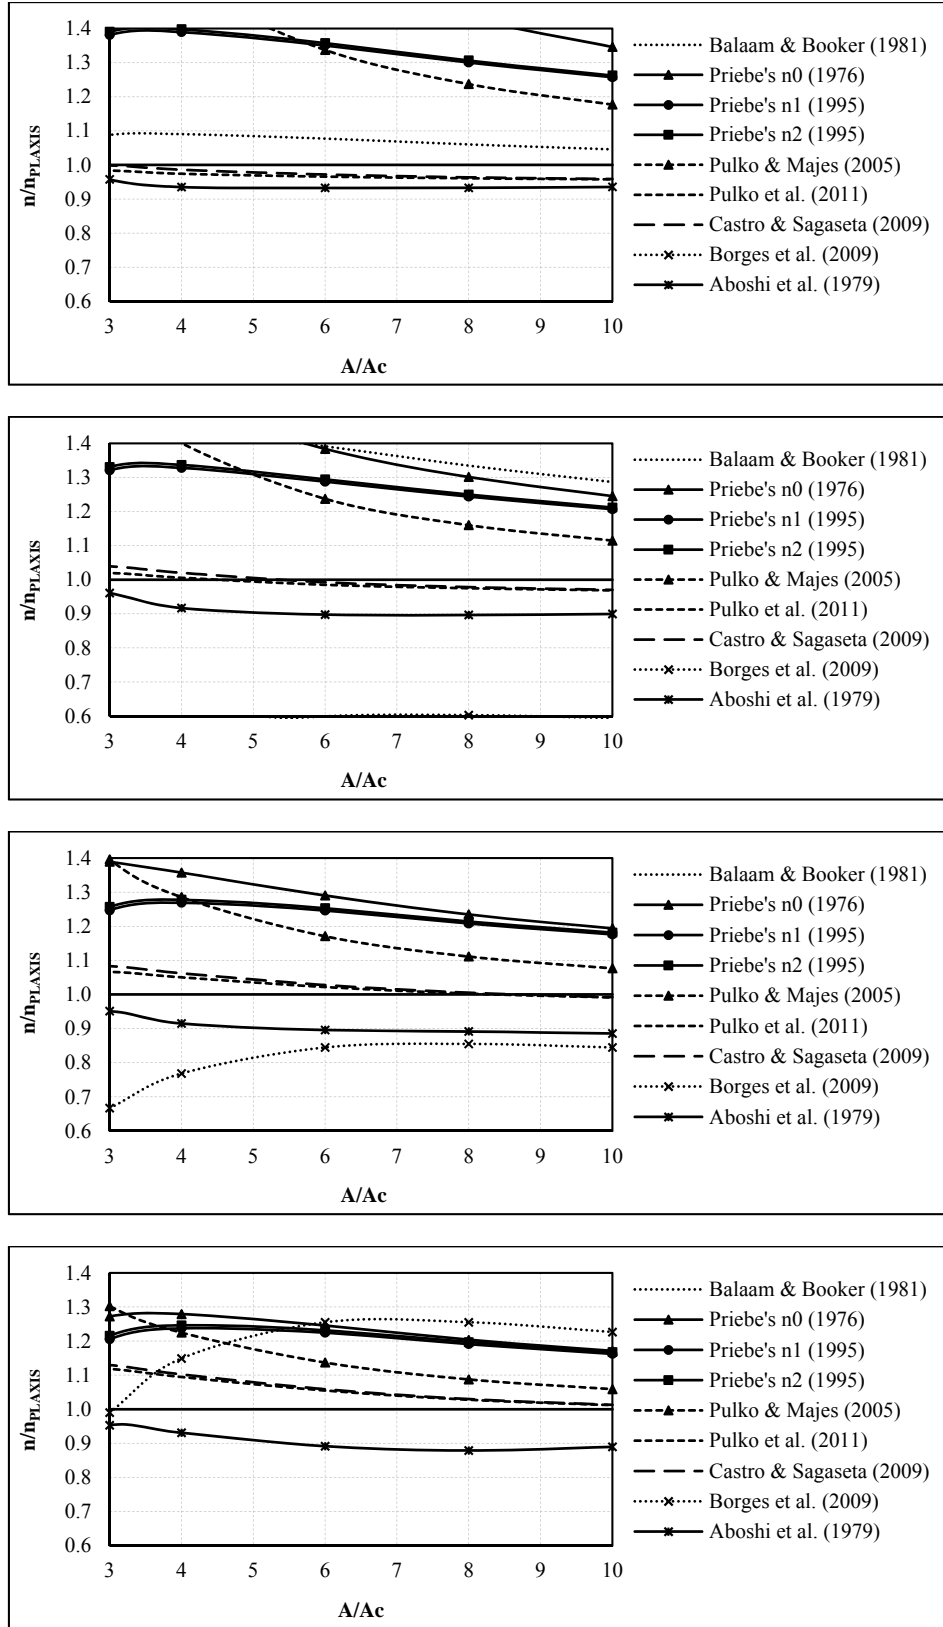 1.4
1.3
1.2
1.1
1.0
0.9
0.8
0.7
0.6
n/nPLAXIS
3 4 5 6 7 8 9 10
A/Ac
Balaam & Booker (1981)
Priebe's n0 (1976)
Priebe's n1 (1995)
Priebe's n2 (1995)
Pulko & Majes (2005)
Pulko et al. (2011)
Castro & Sagaseta (2009)
Borges et al. (2009)
Aboshi et al. (1979)
1.4
1.3
1.2
1.1
1.0
0.9
0.8
0.7
0.6
n/nPLAXIS
3 4 5 6 7 8 9 10
A/Ac
Balaam & Booker (1981)
Priebe's n0 (1976)
Priebe's n1 (1995)
Priebe's n2 (1995)
Pulko & Majes (2005)
Pulko et al. (2011)
Castro & Sagaseta (2009)
Borges et al. (2009)
Aboshi et al. (1979)
1.4
1.3
1.2
1.1
1.0
0.9
0.8
0.7
0.6
n/nPLAXIS
3 4 5 6 7 8 9 10
A/Ac
Balaam & Booker (1981)
Priebe's n0 (1976)
Priebe's n1 (1995)
Priebe's n2 (1995)
Pulko & Majes (2005)
Pulko et al. (2011)
Castro & Sagaseta (2009)
Borges et al. (2009)
Aboshi et al. (1979)
1.4
1.3
1.2
1.1
1.0
0.9
0.8
0.7
0.6
n/nPLAXIS
3 4 5 6 7 8 9 10
A/Ac
Balaam & Booker (1981)
Priebe's n0 (1976)
Priebe's n1 (1995)
Priebe's n2 (1995)
Pulko & Majes (2005)
Pulko et al. (2011)
Castro & Sagaseta (2009)
Borges et al. (2009)
Aboshi et al. (1979)